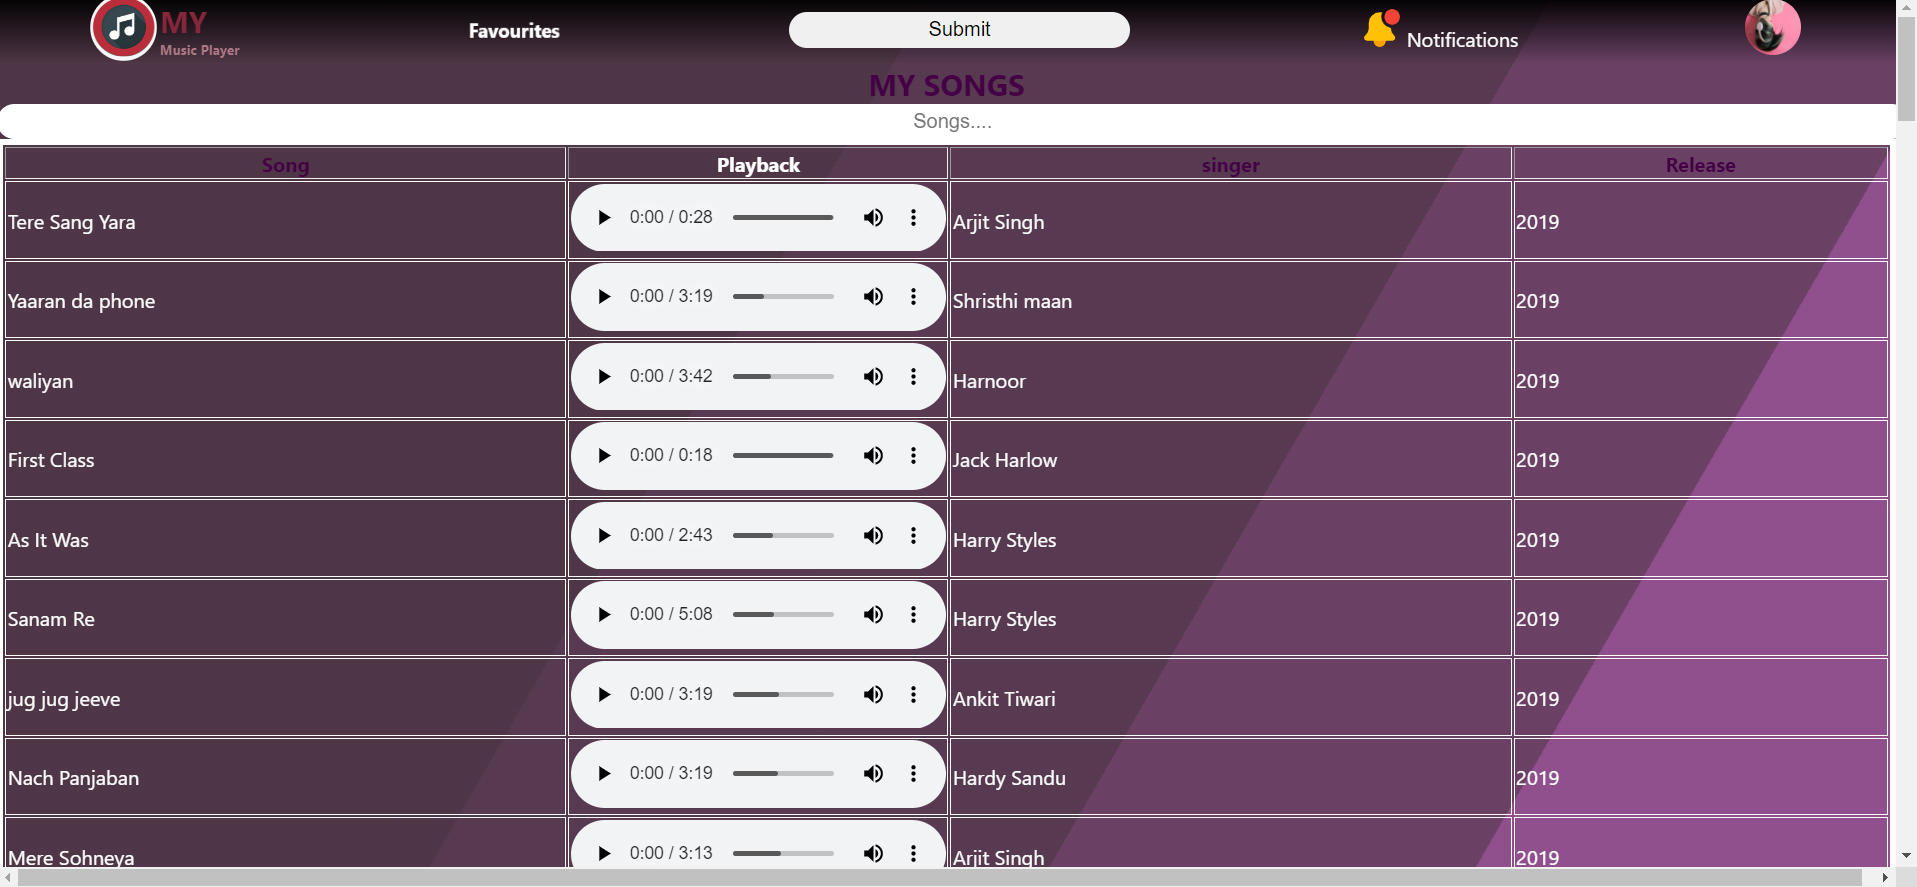 MY
Music Player
Favourites
Submit
Notifications
MY SONGS
Songs....
Song Playback singer Release
Tere Sang Yara 0:00 / 0:28 Arjit Singh 2019
Yaaran da phone 0:00 / 3:19 Shristhi maan 2019
waliyan 0:00 / 3:42 Harnoor 2019
First Class 0:00 / 0:18 Jack Harlow 2019
As It Was 0:00 / 2:43 Harry Styles 2019
Sanam Re 0:00 / 5:08 Harry Styles 2019
jug jug jeeve 0:00 / 3:19 Ankit Tiwari 2019
Nach Panjaban 0:00 / 3:19 Hardy Sandu 2019
Mere Sohneya 0:00 / 3:13 Arjit Singh 2019